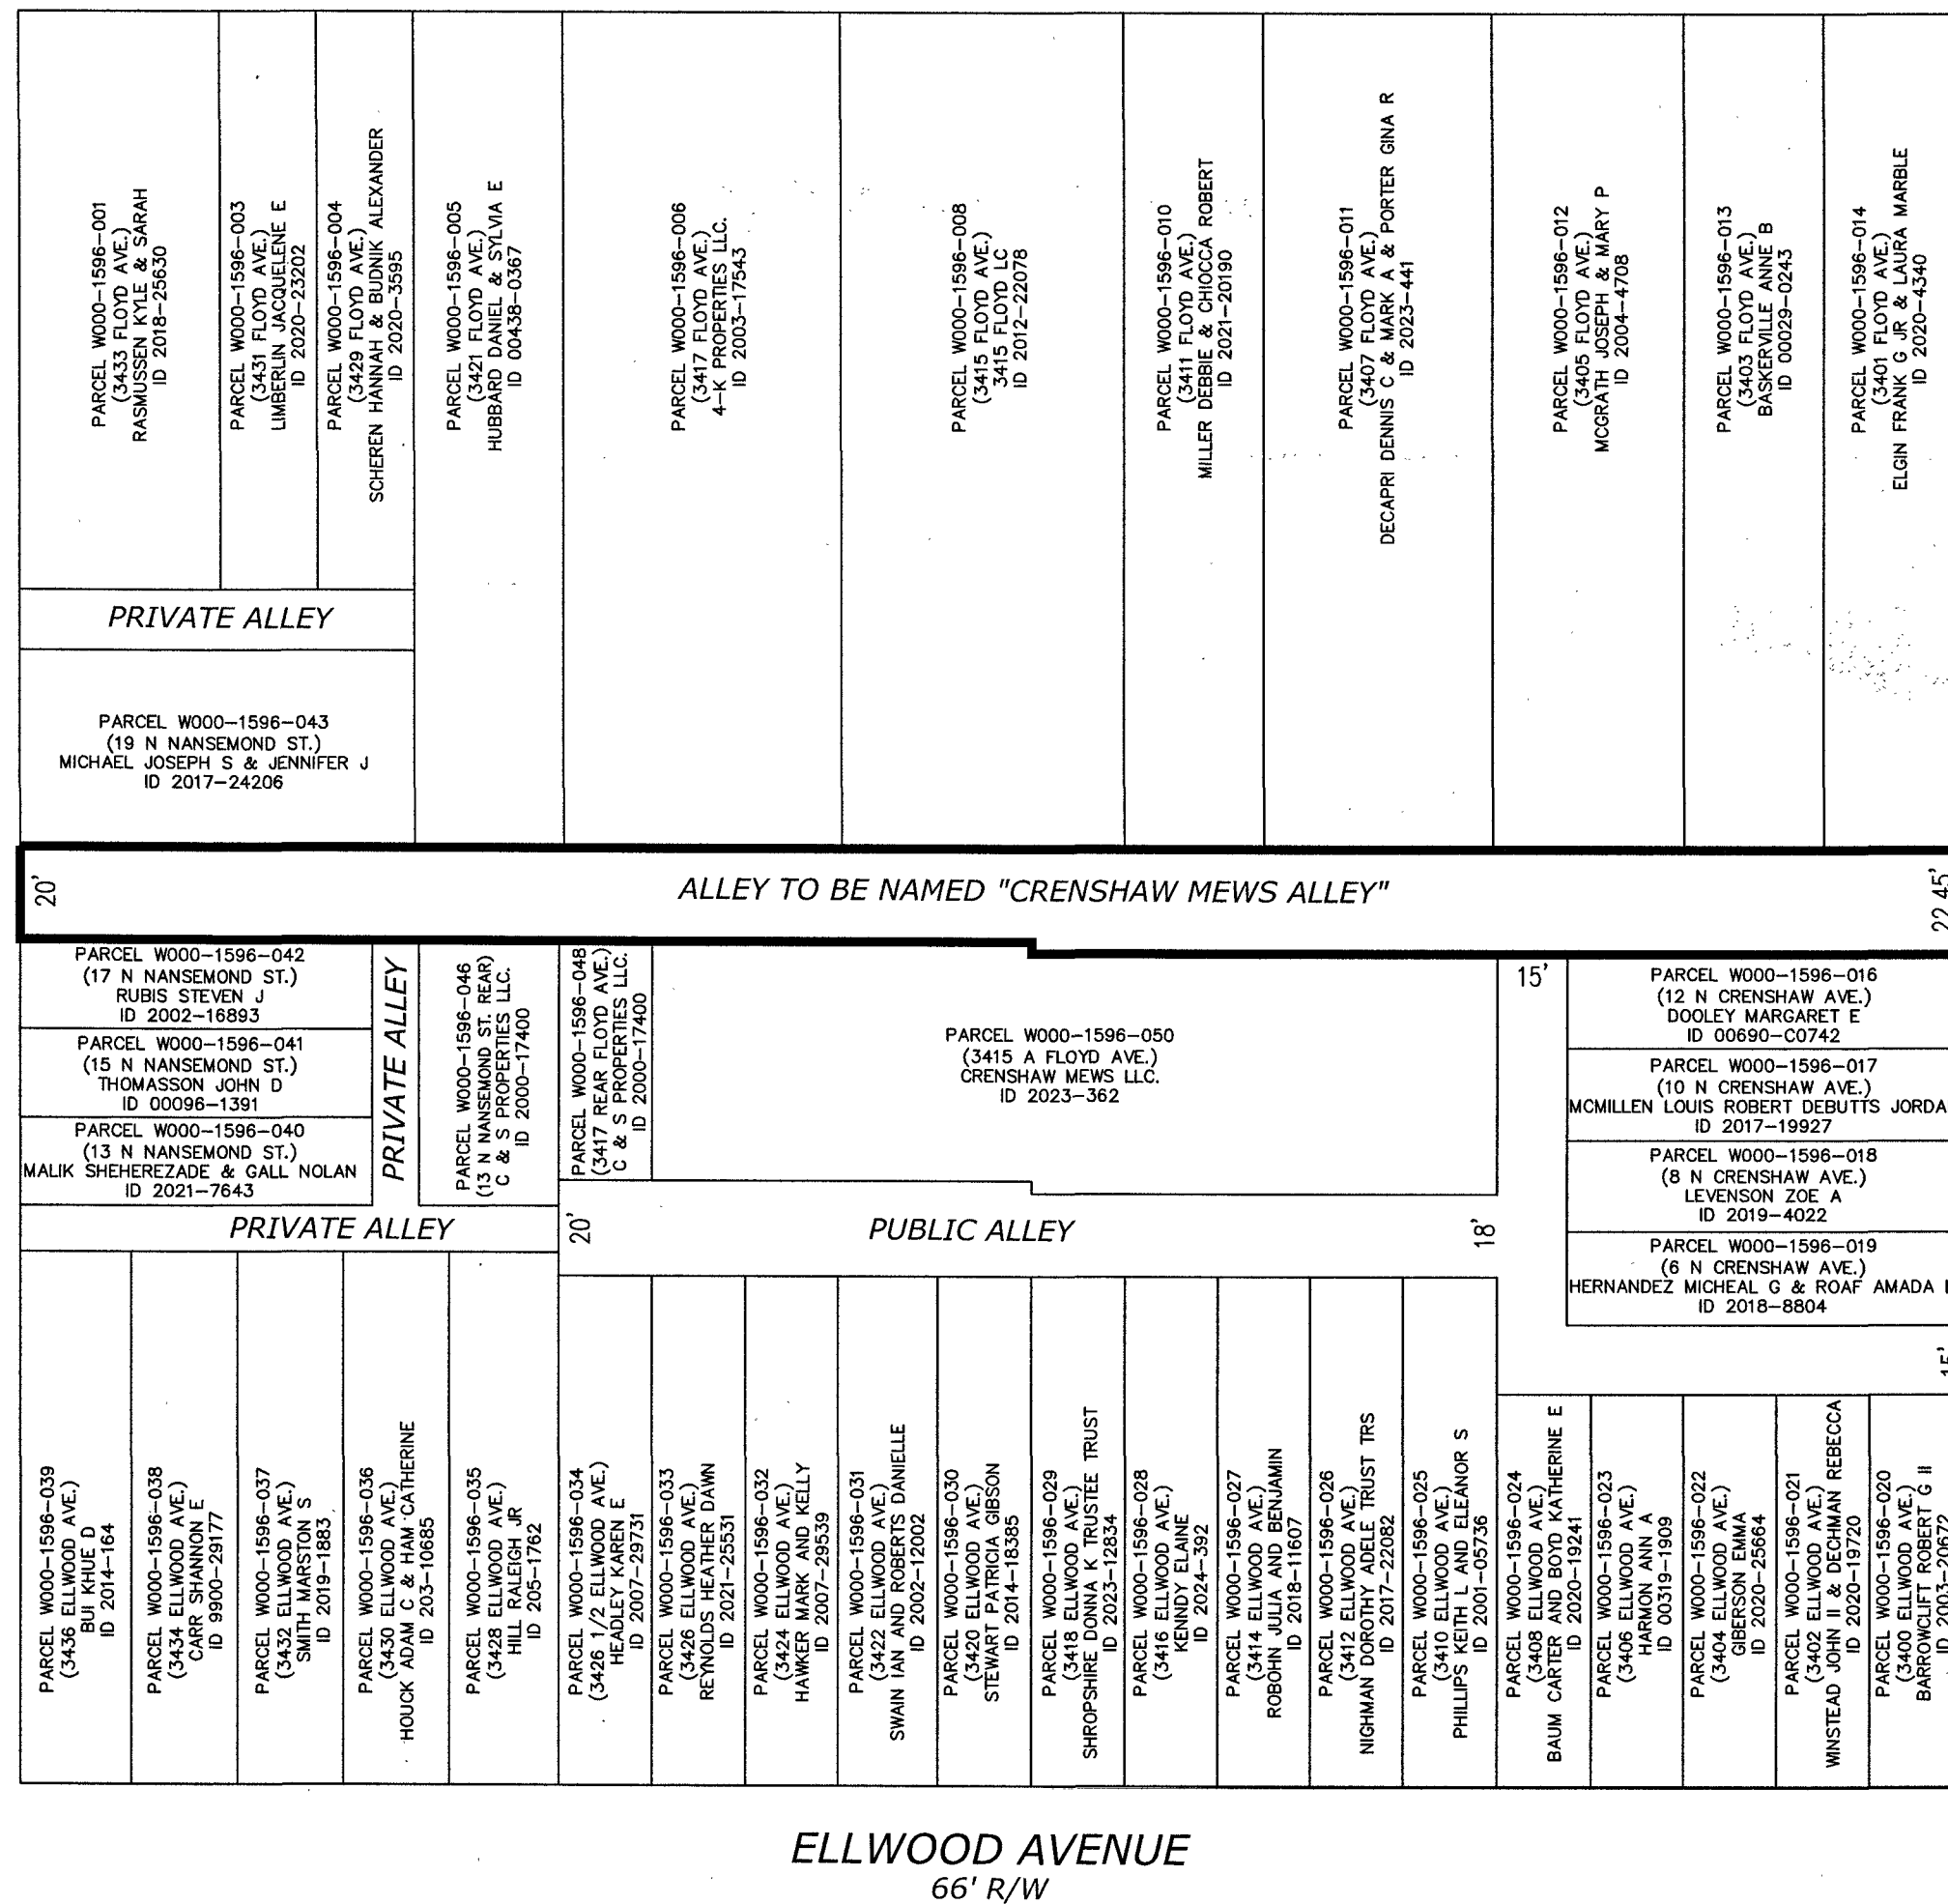 PARCEL W000-1596-001
(3433 FLOYD AVE.)
RASMUSSEN KYLE & SARAH
ID 2018-25630
PARCEL W000-1596-003
(3431 FLOYD AVE.)
LIMBERLIN JACQUELENE E
ID 2020-23202
PARCEL W000-1596-004
(3429 FLOYD AVE.)
SCHEREN HANNAH & BUDNIK ALEXANDER
ID 2020-3595
PARCEL W000-1596-005
(3421 FLOYD AVE.)
HUBBARD DANIEL & SYLVIA E
ID 00438-0367
PARCEL W000-1596-006
(3417 FLOYD AVE.)
4-K PROPERTIES LLC.
ID 2003-17543
PARCEL W000-1596-008
(3415 FLOYD AVE.)
3415 FLOYD LC
ID 2012-22078
PARCEL W000-1596-010
(3411 FLOYD AVE.)
MILLER DEBBIE & CHIOCCA ROBERT
ID 2021-20190
PARCEL W000-1596-011
(3407 FLOYD AVE.)
DECAPRI DENNIS C & MARK A & PORTER GINA R
ID 2023-441
PARCEL W000-1596-012
(3405 FLOYD AVE.)
MCGRATH JOSEPH & MARY P
ID 2004-4708
PARCEL W000-1596-013
(3403 FLOYD AVE.)
BASKERVILLE ANNE B
ID 00029-0243
PARCEL W000-1596-014
(3401 FLOYD AVE.)
ELGIN FRANK G JR & LAURA MARBLE
ID 2020-4340
PRIVATE ALLEY
PARCEL W000-1596-043
(19 N NANSEMOND ST.)
MICHAEL JOSEPH S & JENNIFER J
ID 2017-24206
20'
ALLEY TO BE NAMED "CRENSHAW MEWS ALLEY"
22.45'
PARCEL W000-1596-042
(17 N NANSEMOND ST.)
RUBIS STEVEN J
ID 2002-16893
PARCEL W000-1596-041
(15 N NANSEMOND ST.)
THOMASSON JOHN D
ID 00096-1391
PARCEL W000-1596-040
(13 N NANSEMOND ST.)
MALIK SHEHEREZADE & GALL NOLAN
ID 2021-7643
PRIVATE ALLEY
PARCEL W000-1596-046
(13 N NANSEMOND ST. REAR)
C & S PROPERTIES LLC.
ID 2000-17400
PARCEL W000-1596-048
(3417 REAR FLOYD AVE.)
C & S PROPERTIES LLC.
ID 2000-17400
PARCEL W000-1596-050
(3415 A FLOYD AVE.)
CRENSHAW MEWS LLC.
ID 2023-362
15'
PARCEL W000-1596-016
(12 N CRENSHAW AVE.)
DOOLEY MARGARET E
ID 00690-C0742
PARCEL W000-1596-017
(10 N CRENSHAW AVE.)
MCMILLEN LOUIS ROBERT DEBUTTS JORDA
ID 2017-19927
PARCEL W000-1596-018
(8 N CRENSHAW AVE.)
LEVENSON ZOE A
ID 2019-4022
PARCEL W000-1596-019
(6 N CRENSHAW AVE.)
HERNANDEZ MICHEAL G & ROAF AMADA
ID 2018-8804
PRIVATE ALLEY
20'
PUBLIC ALLEY
18'
15'
PARCEL W000-1596-039
(3436 ELLWOOD AVE.)
BUI KHUE D
ID 2014-164
PARCEL W000-1596-038
(3434 ELLWOOD AVE.)
CARR SHANNON E
ID 9900-29177
PARCEL W000-1596-037
(3432 ELLWOOD AVE.)
SMITH MARSTON S
ID 2019-1883
PARCEL W000-1596-036
(3430 ELLWOOD AVE.)
HOUCK ADAM C & HAM CATHERINE
ID 203-10685
PARCEL W000-1596-035
(3428 ELLWOOD AVE.)
HILL RALEIGH JR
ID 205-1762
PARCEL W000-1596-034
(3426 1/2 ELLWOOD AVE.)
HEADLEY KAREN E
ID 2007-29731
PARCEL W000-1596-033
(3426 ELLWOOD AVE.)
REYNOLDS HEATHER DAWN
ID 2021-25531
PARCEL W000-1596-032
(3424 ELLWOOD AVE.)
HAWKER MARK AND KELLY
ID 2007-29539
PARCEL W000-1596-031
(3422 ELLWOOD AVE.)
SWAIN IAN AND ROBERTS DANIELLE
ID 2002-12002
PARCEL W000-1596-030
(3420 ELLWOOD AVE.)
STEWART PATRICIA GIBSON
ID 2014-18385
PARCEL W000-1596-029
(3418 ELLWOOD AVE.)
SHROPSHIRE DONNA K TRUSTEE TRUST
ID 2023-12834
PARCEL W000-1596-028
(3416 ELLWOOD AVE.)
KENNDY ELAINE
ID 2024-392
PARCEL W000-1596-027
(3414 ELLWOOD AVE.)
ROBOHN JULIA AND BENJAMIN
ID 2018-11607
PARCEL W000-1596-026
(3412 ELLWOOD AVE.)
NIGHMAN DOROTHY ADELE TRUST TRS
ID 2017-22082
PARCEL W000-1596-025
(3410 ELLWOOD AVE.)
PHILLIPS KEITH L AND ELEANOR S
ID 2001-05736
PARCEL W000-1596-024
(3408 ELLWOOD AVE.)
BAUM CARTER AND BOYD KATHERINE E
ID 2020-19241
PARCEL W000-1596-023
(3406 ELLWOOD AVE.)
HARMON ANN A
ID 00319-1909
PARCEL W000-1596-022
(3404 ELLWOOD AVE.)
GIBERSON EMMA
ID 2020-25664
PARCEL W000-1596-021
(3402 ELLWOOD AVE.)
WINSTEAD JOHN II & DECHMAN REBECCA
ID 2020-19720
PARCEL W000-1596-020
(3400 ELLWOOD AVE.)
BARROWCLIFT ROBERT G II
ID 2003-20672
ELLWOOD AVENUE
66' R/W